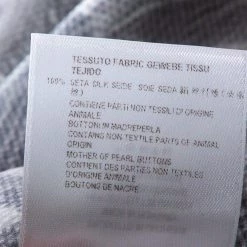 TESSUTO FABRIC GEWEBE TISSU
TEJIDO
100% SETA SILK SEIDE SOIE SEDA
CONTIENE PARTI NON TESSILI D'ORIGINE
ANIMALE
BOTTONI IN MADREPERLA
CONTAINS NON TEXTILE PARTS OF ANIMAL
ORIGIN
MOTHER OF PEARL BUTTONS
CONTIENT DES PARTIES NON TEXTILES
D'ORIGINE ANIMALE
BOUTONS DE NACRE